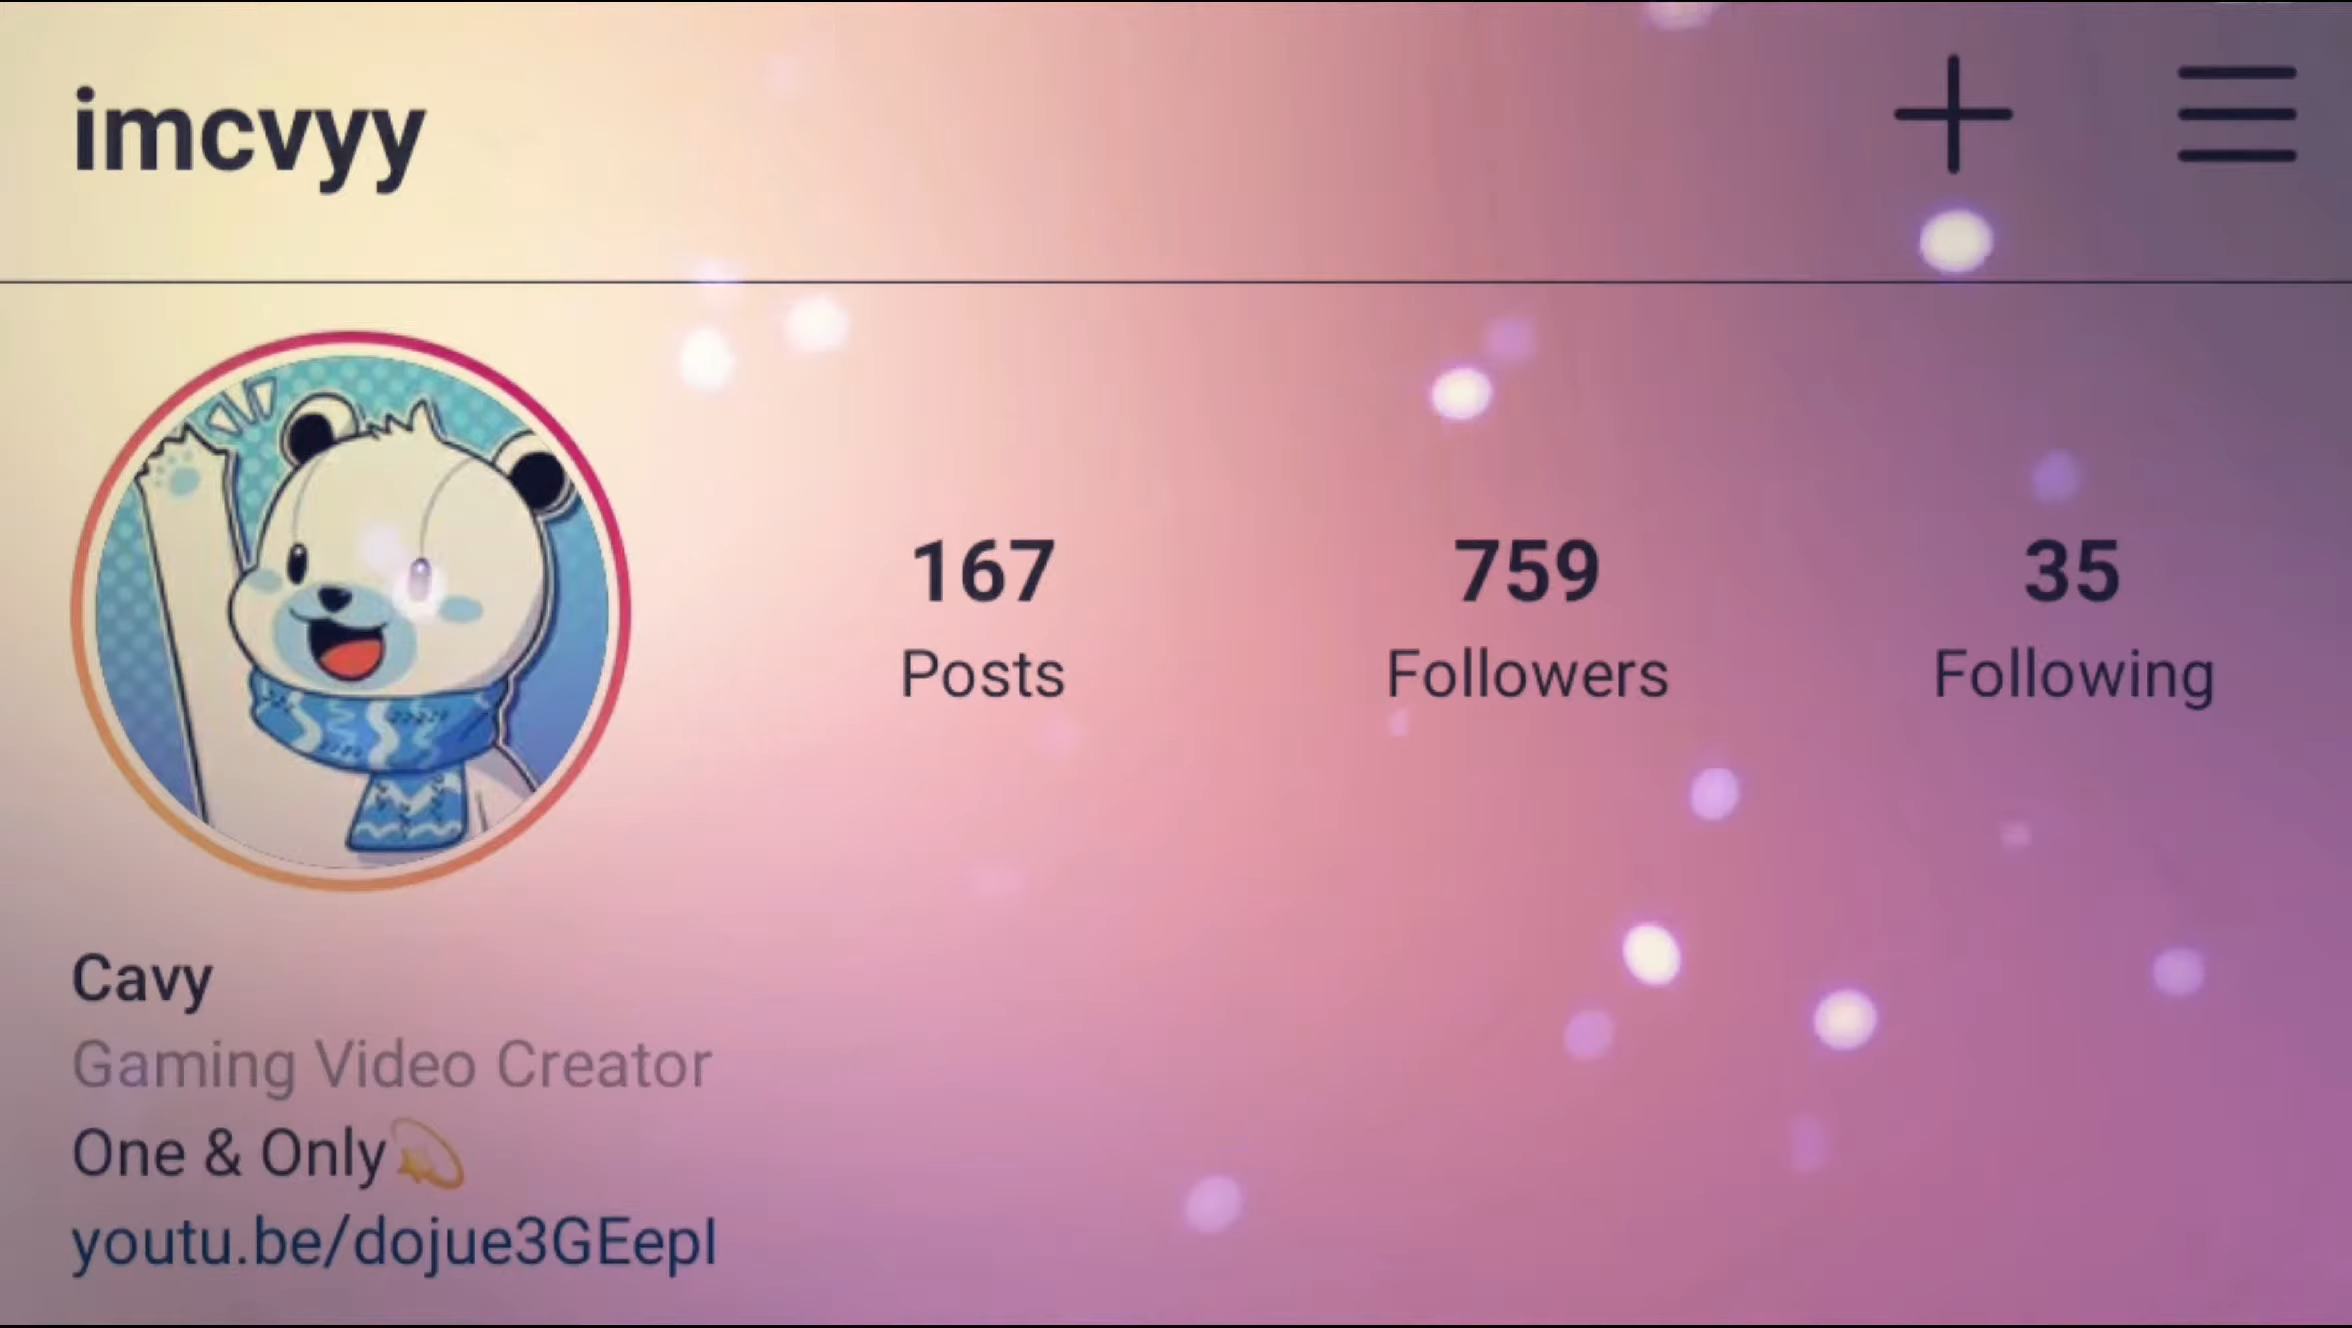 imcvyy
167
Posts
759
Followers
35
Following
Cavy
Gaming Video Creator
One & Only💫
youtu.be/dojue3GEepI